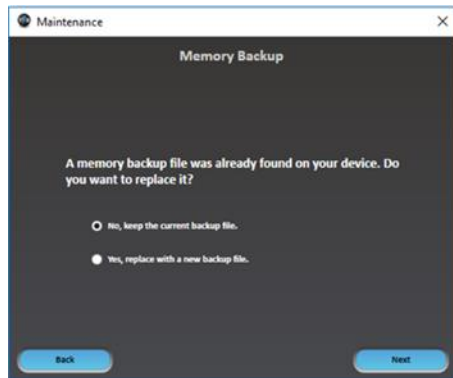 Maintenance
Memory Backup
A memory backup file was already found on your device. Do
you want to replace it?
No, keep the current backup file.
Yes, replace with a new backup file.
Back
Next